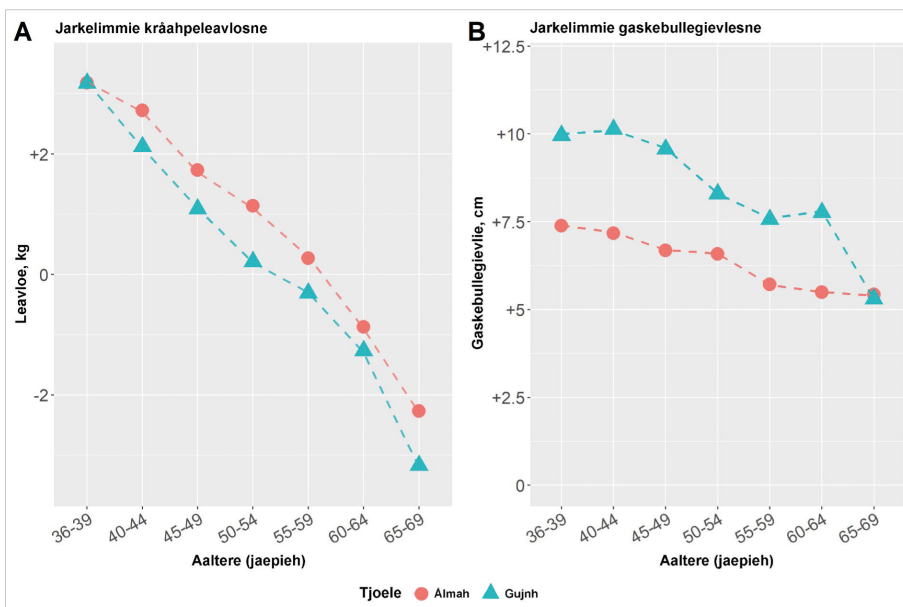 A
Jarkelimmie kråahpeleavlosne
Leavloe, kg
+2
0
-2
36-39
40-44
45-49
50-54
55-59
60-64
65-69
Aaltere (jaepieh)
B
Jarkelimmie gaskebullegievlesne
Gaskebullegievlie, cm
+12.5
+10
+7.5
+5
+2.5
0
36-39
40-44
45-49
50-54
55-59
60-64
65-69
Aaltere (jaepieh)
Tjoele Ålmah Gujnh